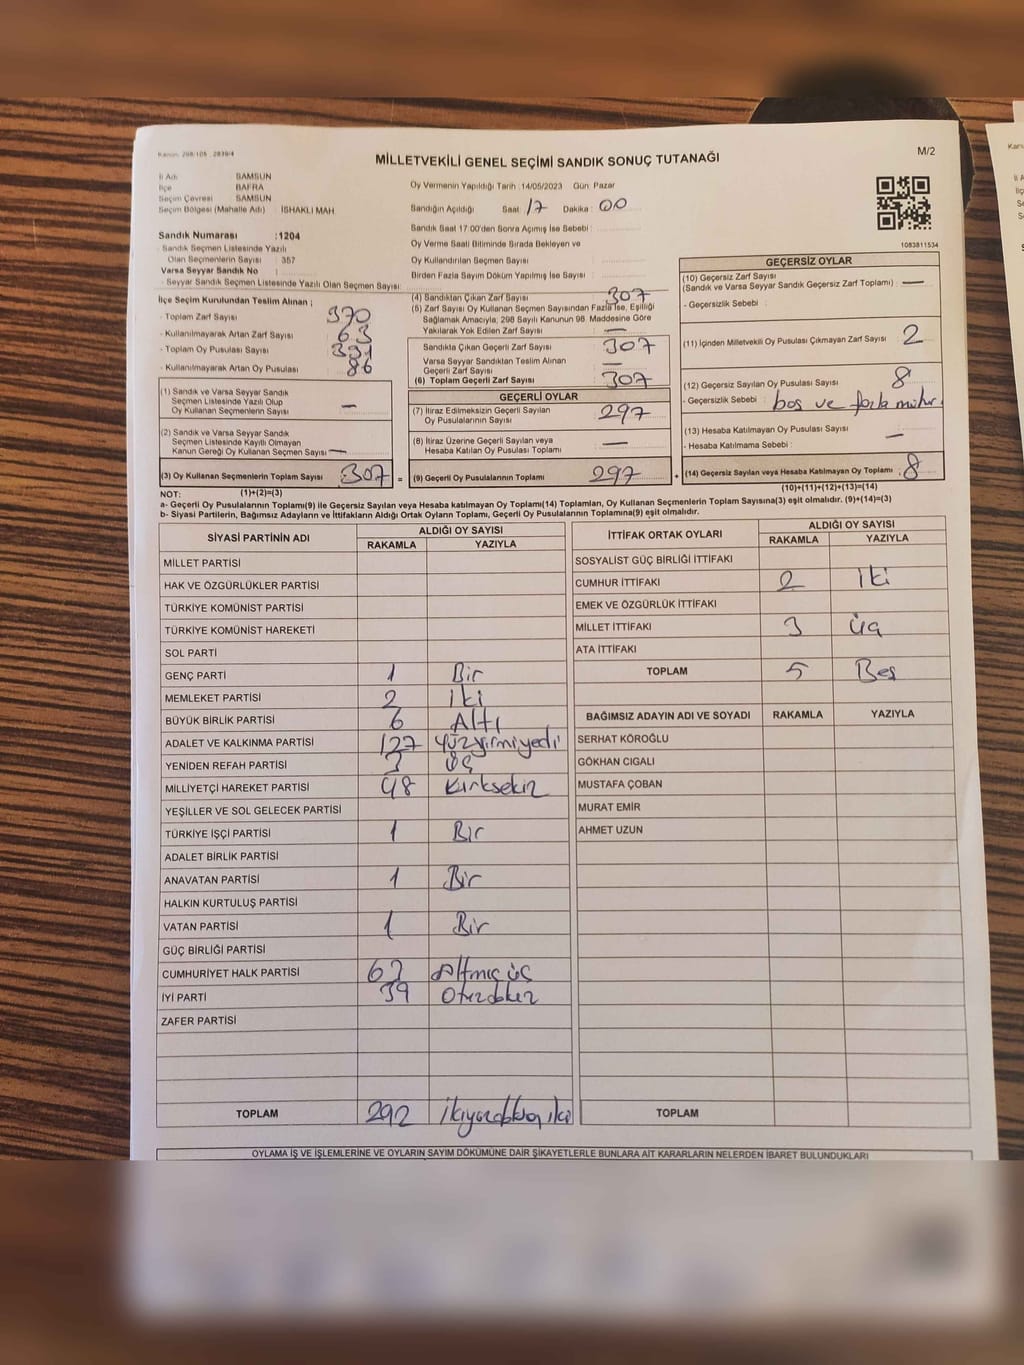 Kanun: 298/105 : 2839/4
MİLLETVEKİLİ GENEL SEÇİMİ SANDIK SONUÇ TUTANAĞI
M/2
İl Adı SAMSUN
İlçe BAFRA
Seçim Çevresi SAMSUN
Seçim Bölgesi (Mahalle Adı) : İSHAKLI MAH
Sandık Numarası :1204
- Sandık Seçmen Listesinde Yazılı
Olan Seçmenlerin Sayısı : 357
Varsa Seyyar Sandık No
- Seyyar Sandık Seçmen Listesinde Yazılı Olan Seçmen Sayısı:
Oy Vermenin Yapıldığı Tarih :14/05/2023 Gün: Pazar
Sandığın Açıldığı Saat 17 Dakika: 00
Sandık Saat 17:00'den Sonra Açılmış İse Sebebi :
Oy Verme Saati Bitiminde Sırada Bekleyen ve
Oy Kullandırılan Seçmen Sayısı :
Birden Fazla Sayım Döküm Yapılmış İse Sayısı :
1083811534
İlçe Seçim Kurulundan Teslim Alınan ;
- Toplam Zarf Sayısı 370
- Kullanılmayarak Artan Zarf Sayısı 63
- Toplam Oy Pusulası Sayısı
- Kullanılmayarak Artan Oy Pusulası 86
(1) Sandık ve Varsa Seyyar Sandık
Seçmen Listesinde Yazılı Olup
Oy Kullanan Seçmenlerin Sayısı —
(2) Sandık ve Varsa Seyyar Sandık
Seçmen Listesinde Kayıtlı Olmayan
Kanun Gereği Oy Kullanan Seçmen Sayısı —
(3) Oy Kullanan Seçmenlerin Toplam Sayısı 307 =
(4) Sandıktan Çıkan Zarf Sayısı 307
(5) Zarf Sayısı Oy Kullanan Seçmen Sayısından Fazla İse, Eşitliği
Sağlamak Amacıyla, 298 Sayılı Kanunun 98. Maddesine Göre
Yakılarak Yok Edilen Zarf Sayısı : —
Sandıkta Çıkan Geçerli Zarf Sayısı 307
Varsa Seyyar Sandıktan Teslim Alınan
Geçerli Zarf Sayısı —
(6) Toplam Geçerli Zarf Sayısı 307
GEÇERLİ OYLAR
(7) İtiraz Edilmeksizin Geçerli Sayılan
Oy Pusulalarının Sayısı : 297
(8) İtiraz Üzerine Geçerli Sayılan veya
Hesaba Katılan Oy Pusulası Toplamı —
(9) Geçerli Oy Pusulalarının Toplamı 297 +
GEÇERSİZ OYLAR
(10) Geçersiz Zarf Sayısı
(Sandık ve Varsa Seyyar Sandık Geçersiz Zarf Toplamı) : —
- Geçersizlik Sebebi :
(11) İçinden Milletvekili Oy Pusulası Çıkmayan Zarf Sayısı 2
(12) Geçersiz Sayılan Oy Pusulası Sayısı 8
- Geçersizlik Sebebi : boş ve fazla mühür
(13) Hesaba Katılmayan Oy Pusulası Sayısı —
- Hesaba Katılmama Sebebi :
(14) Geçersiz Sayılan veya Hesaba Katılmayan Oy Toplamı 8
NOT: (1)+(2)=(3) (10)+(11)+(12)+(13)=(14)
a- Geçerli Oy Pusulalarının Toplamı(9) ile Geçersiz Sayılan veya Hesaba katılmayan Oy Toplamı(14) Toplamları, Oy Kullanan Seçmenlerin Toplam Sayısına(3) eşit olmalıdır. (9)+(14)=(3)
b- Siyasi Partilerin, Bağımsız Adayların ve İttifakların Aldığı Ortak Oyların Toplamı, Geçerli Oy Pusulalarının Toplamına(9) eşit olmalıdır.
SİYASİ PARTİNİN ADI ALDIĞI OY SAYISI
RAKAMLA YAZIYLA
MİLLET PARTİSİ
HAK VE ÖZGÜRLÜKLER PARTİSİ
TÜRKİYE KOMÜNİST PARTİSİ
TÜRKİYE KOMÜNİST HAREKETİ
SOL PARTİ
GENÇ PARTİ 1 Bir
MEMLEKET PARTİSİ 2 iki
BÜYÜK BİRLİK PARTİSİ 6 Altı
ADALET VE KALKINMA PARTİSİ 127 Yüzyirmiyedi
YENİDEN REFAH PARTİSİ 3 üç
MİLLİYETÇİ HAREKET PARTİSİ 48 Kırksekiz
YEŞİLLER VE SOL GELECEK PARTİSİ
TÜRKİYE İŞÇİ PARTİSİ 1 Bir
ADALET BİRLİK PARTİSİ
ANAVATAN PARTİSİ 1 Bir
HALKIN KURTULUŞ PARTİSİ
VATAN PARTİSİ 1 Bir
GÜÇ BİRLİĞİ PARTİSİ
CUMHURİYET HALK PARTİSİ 63 Altmış üç
İYİ PARTİ 39 Otuzdokuz
ZAFER PARTİSİ
TOPLAM 292 ikiyüzdoksan iki
İTTİFAK ORTAK OYLARI ALDIĞI OY SAYISI
RAKAMLA YAZIYLA
SOSYALİST GÜÇ BİRLİĞİ İTTİFAKI
CUMHUR İTTİFAKI 2 iki
EMEK VE ÖZGÜRLÜK İTTİFAKI
MİLLET İTTİFAKI 3 üç
ATA İTTİFAKI
TOPLAM 5 Beş
BAĞIMSIZ ADAYIN ADI VE SOYADI RAKAMLA YAZIYLA
SERHAT KÖROĞLU
GÖKHAN CIGALI
MUSTAFA ÇOBAN
MURAT EMİR
AHMET UZUN
TOPLAM
OYLAMA İŞ VE İŞLEMLERİNE VE OYLARIN SAYIM DÖKÜMÜNE DAİR ŞİKAYETLERLE BUNLARA AİT KARARLARIN NELERDEN İBARET BULUNDUKLARI